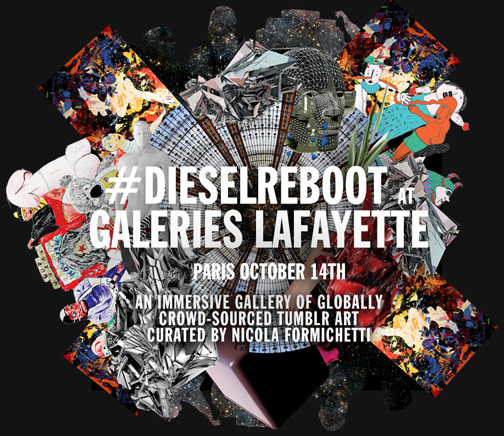 #DIESELREBOOT AT
GALERIES LAFAYETTE
PARIS OCTOBER 14TH
AN IMMERSIVE GALLERY OF GLOBALLY
CROWD-SOURCED TUMBLR ART
CURATED BY NICOLA FORMICHETTI